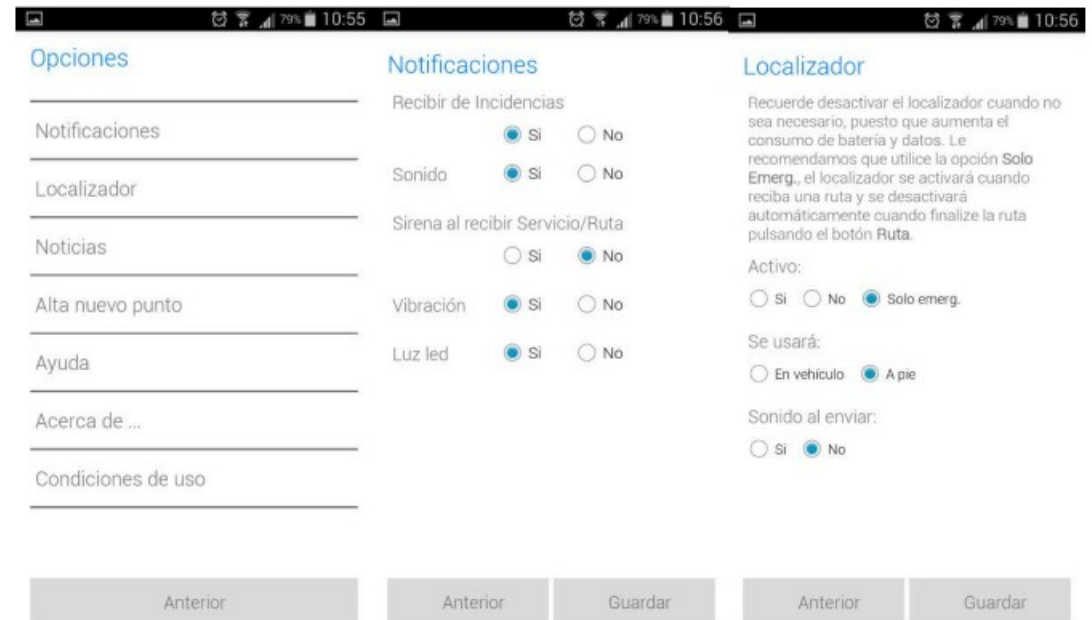 79% 10:55
Opciones
Notificaciones
Localizador
Noticias
Alta nuevo punto
Ayuda
Acerca de ...
Condiciones de uso
Anterior
79% 10:56
Notificaciones
Recibir de Incidencias
Si No
Sonido Si No
Sirena al recibir Servicio/Ruta
Si No
Vibración Si No
Luz led Si No
Anterior Guardar
79% 10:56
Localizador
Recuerde desactivar el localizador cuando no
sea necesario, puesto que aumenta el
consumo de batería y datos. Le
recomendamos que utilice la opción Solo
Emerg., el localizador se activará cuando
reciba una ruta y se desactivará
automáticamente cuando finalize la ruta
pulsando el botón Ruta.
Activo:
Si No Solo emerg.
Se usará:
En vehículo A pie
Sonido al enviar:
Si No
Anterior Guardar